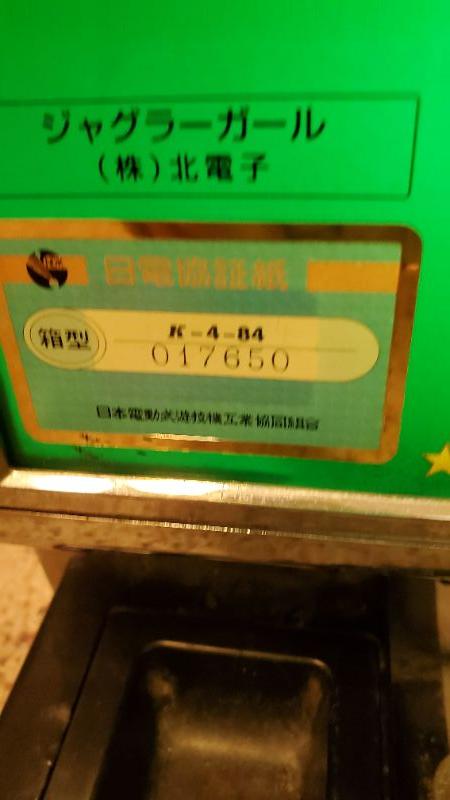 ジャグラーガール
(株)北電子
日電協証紙
箱型
K-4-84
017650
日本電動式遊技機工業協同組合